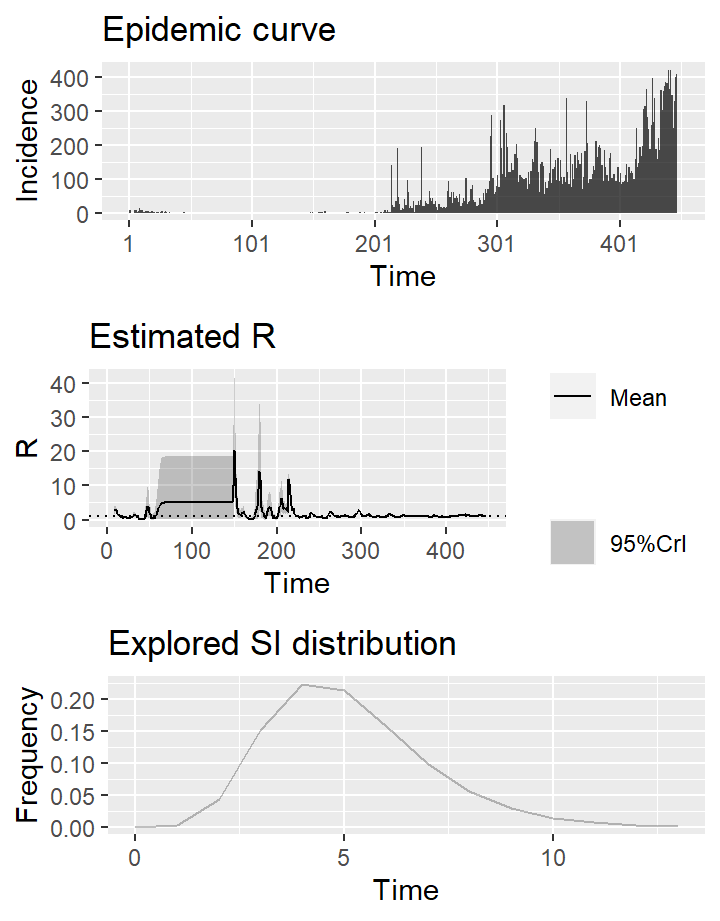 Epidemic curve
Incidence
400
300
200
100
0
1 101 201 301 401
Time
Estimated R
R
40
30
20
10
0
0 100 200 300 400
Time
Mean
95%CrI
Explored SI distribution
Frequency
0.20
0.15
0.10
0.05
0.00
0 5 10
Time